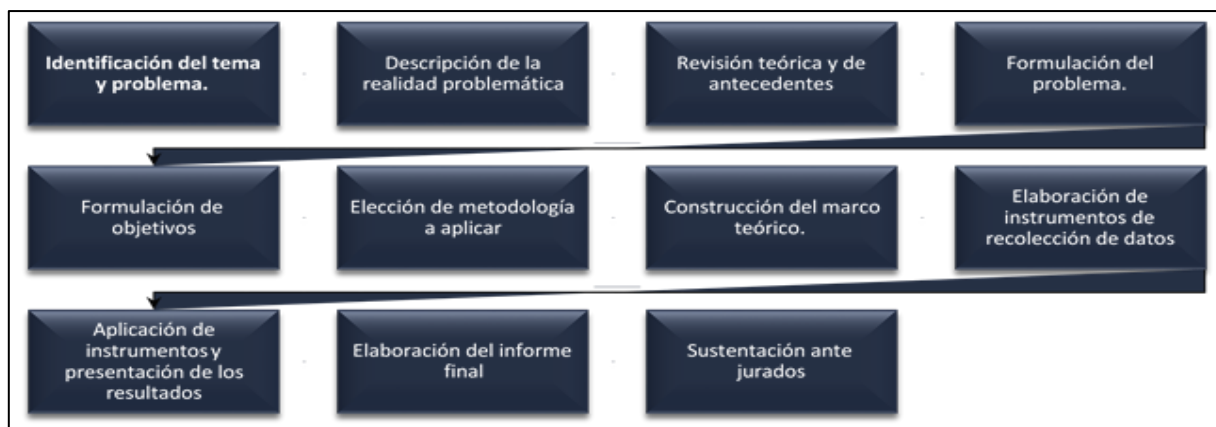 Identificación del tema
y problema.
Descripción de la
realidad problemática
Revisión teórica y de
antecedentes
Formulación del
problema.
Formulación de
objetivos
Elección de metodología
a aplicar
Construcción del marco
teórico.
Elaboración de
instrumentos de
recolección de datos
Aplicación de
instrumentos y
presentación de los
resultados
Elaboración del informe
final
Sustentación ante
jurados